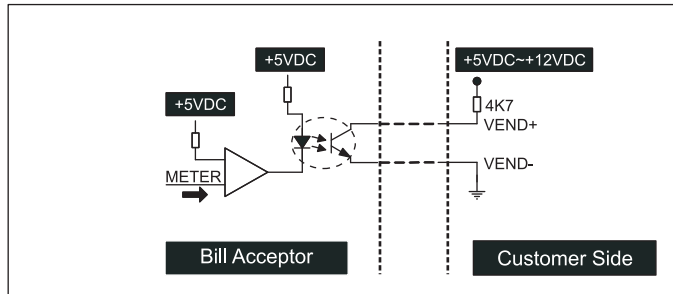 +5VDC
+5VDC~+12VDC
+5VDC
4K7
VEND+
METER
VEND-
Bill Acceptor
Customer Side